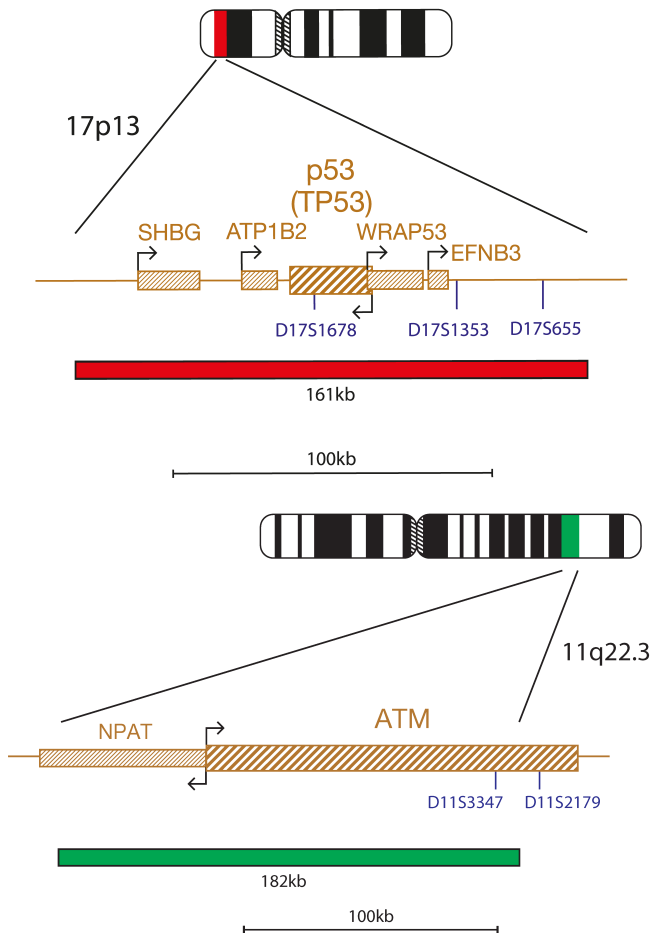 17p13
p53
(TP53)
SHBG
ATP1B2
WRAP53
EFNB3
D17S1678
D17S1353
D17S655
161kb
100kb
11q22.3
ATM
NPAT
D11S3347
D11S2179
182kb
100kb